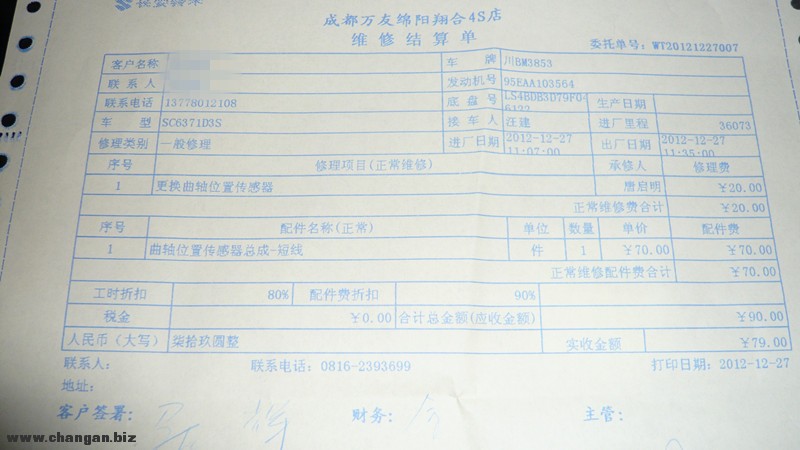 长安铃木
成都万友绵阳翔合4S店
维修结算单
委托单号: WT20121227007
客户名称 车牌 川BM3853
联系人 发动机号 95EAA103564
联系电话 13778012108 底盘号 LS4BDB3D79F04 生产日期
车型 SC6371D3S 接车人 汪建 进厂里程 36073
修理类别 一般修理 进厂日期 2012-12-27 11:07:00 出厂日期 2012-12-27 11:35:00
序号 修理项目(正常维修) 承修人 修理费
1 更换曲轴位置传感器 唐启明 ¥20.00
正常维修费合计 ¥20.00
序号 配件名称(正常) 单位 数量 单价 配件费
1 曲轴位置传感器总成-短线 件 1 ¥70.00 ¥70.00
正常维修配件费合计 ¥70.00
工时折扣 80% 配件费折扣 90%
税金 ¥0.00 合计总金额(应收金额) ¥90.00
人民币（大写） 柒拾玖圆整 实收金额 ¥79.00
联系人: 联系电话: 0816-2393699 打印日期: 2012-12-27
地址:
客户签署: 财务: 主管:
www.changan.biz